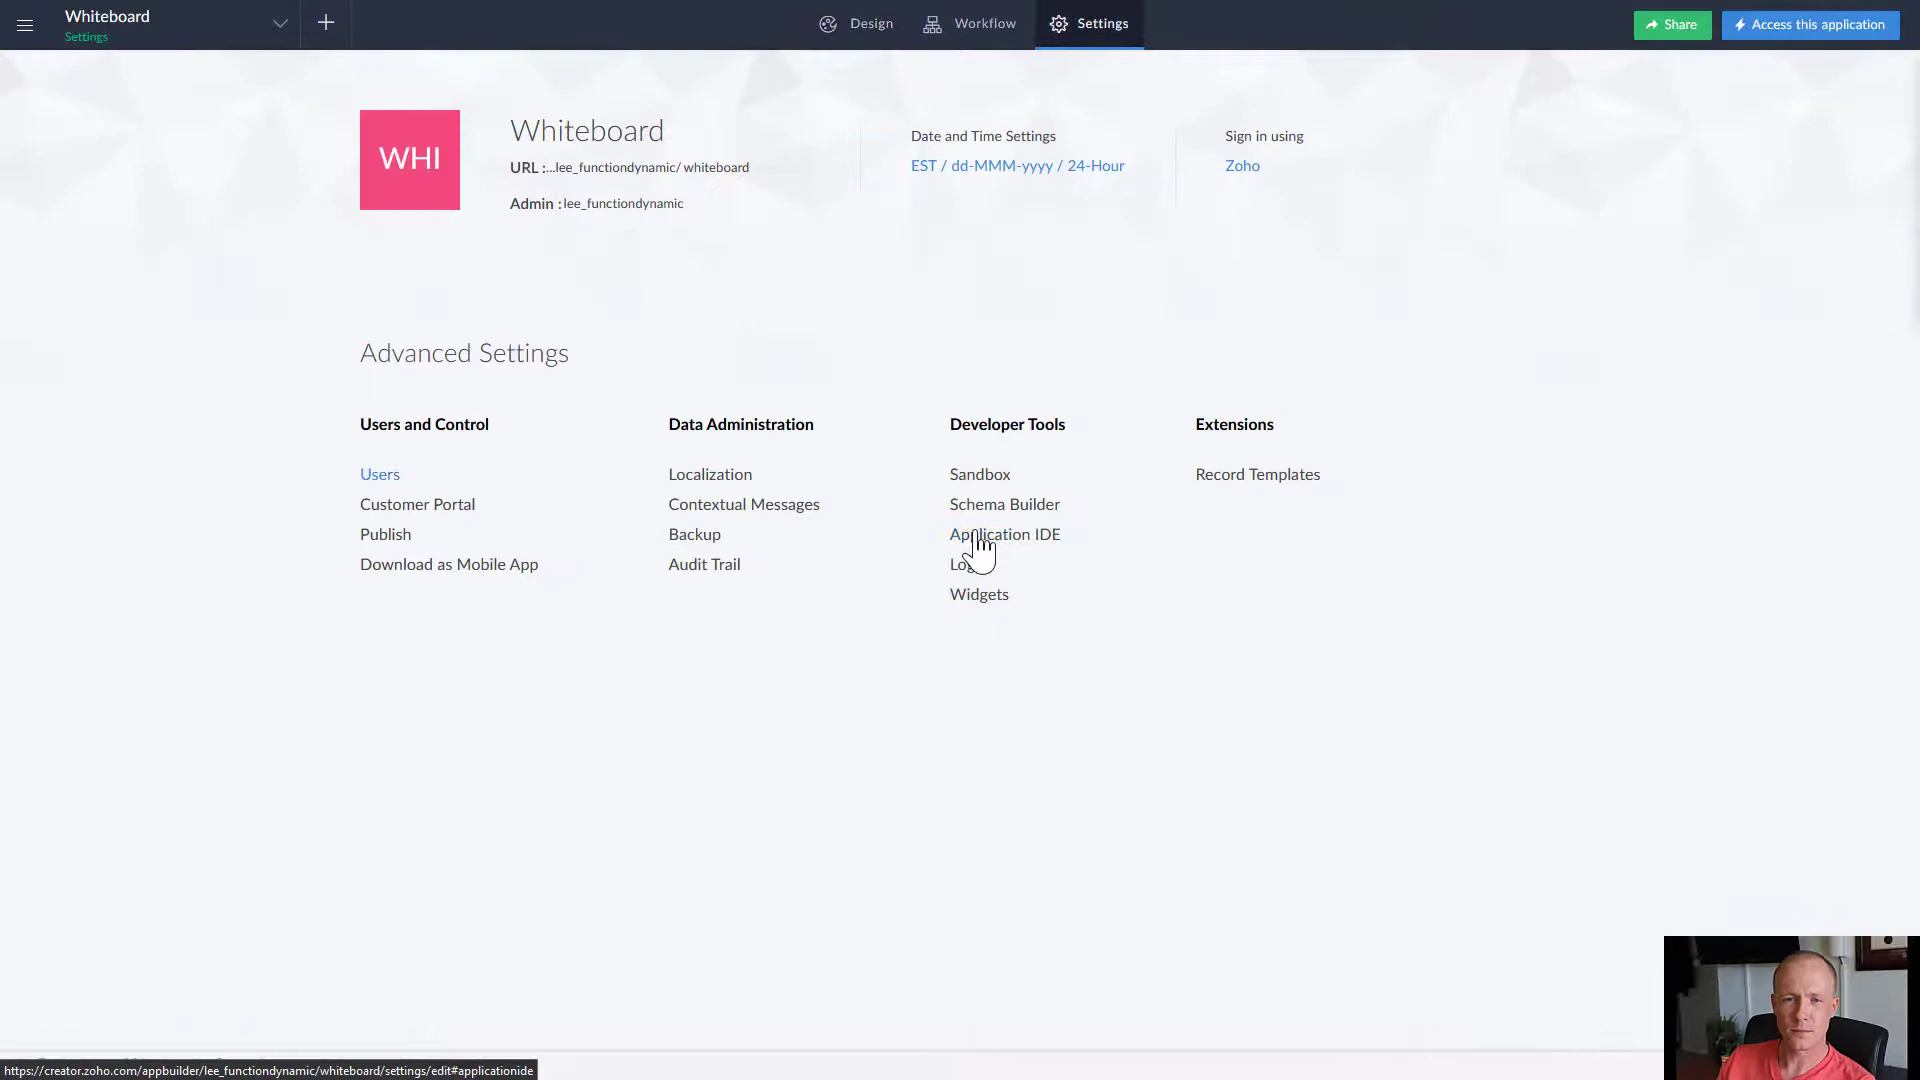 Whiteboard
Settings
Design
Workflow
Settings
Share
Access this application
WHI
Whiteboard
URL :...lee_functiondynamic/ whiteboard
Admin : lee_functiondynamic
Date and Time Settings
EST / dd-MMM-yyyy / 24-Hour
Sign in using
Zoho
Advanced Settings
Users and Control
Users
Customer Portal
Publish
Download as Mobile App
Data Administration
Localization
Contextual Messages
Backup
Audit Trail
Developer Tools
Sandbox
Schema Builder
Application IDE
Widgets
Extensions
Record Templates
https://creator.zoho.com/appbuilder/lee_functiondynamic/whiteboard/settings/edit#applicationide